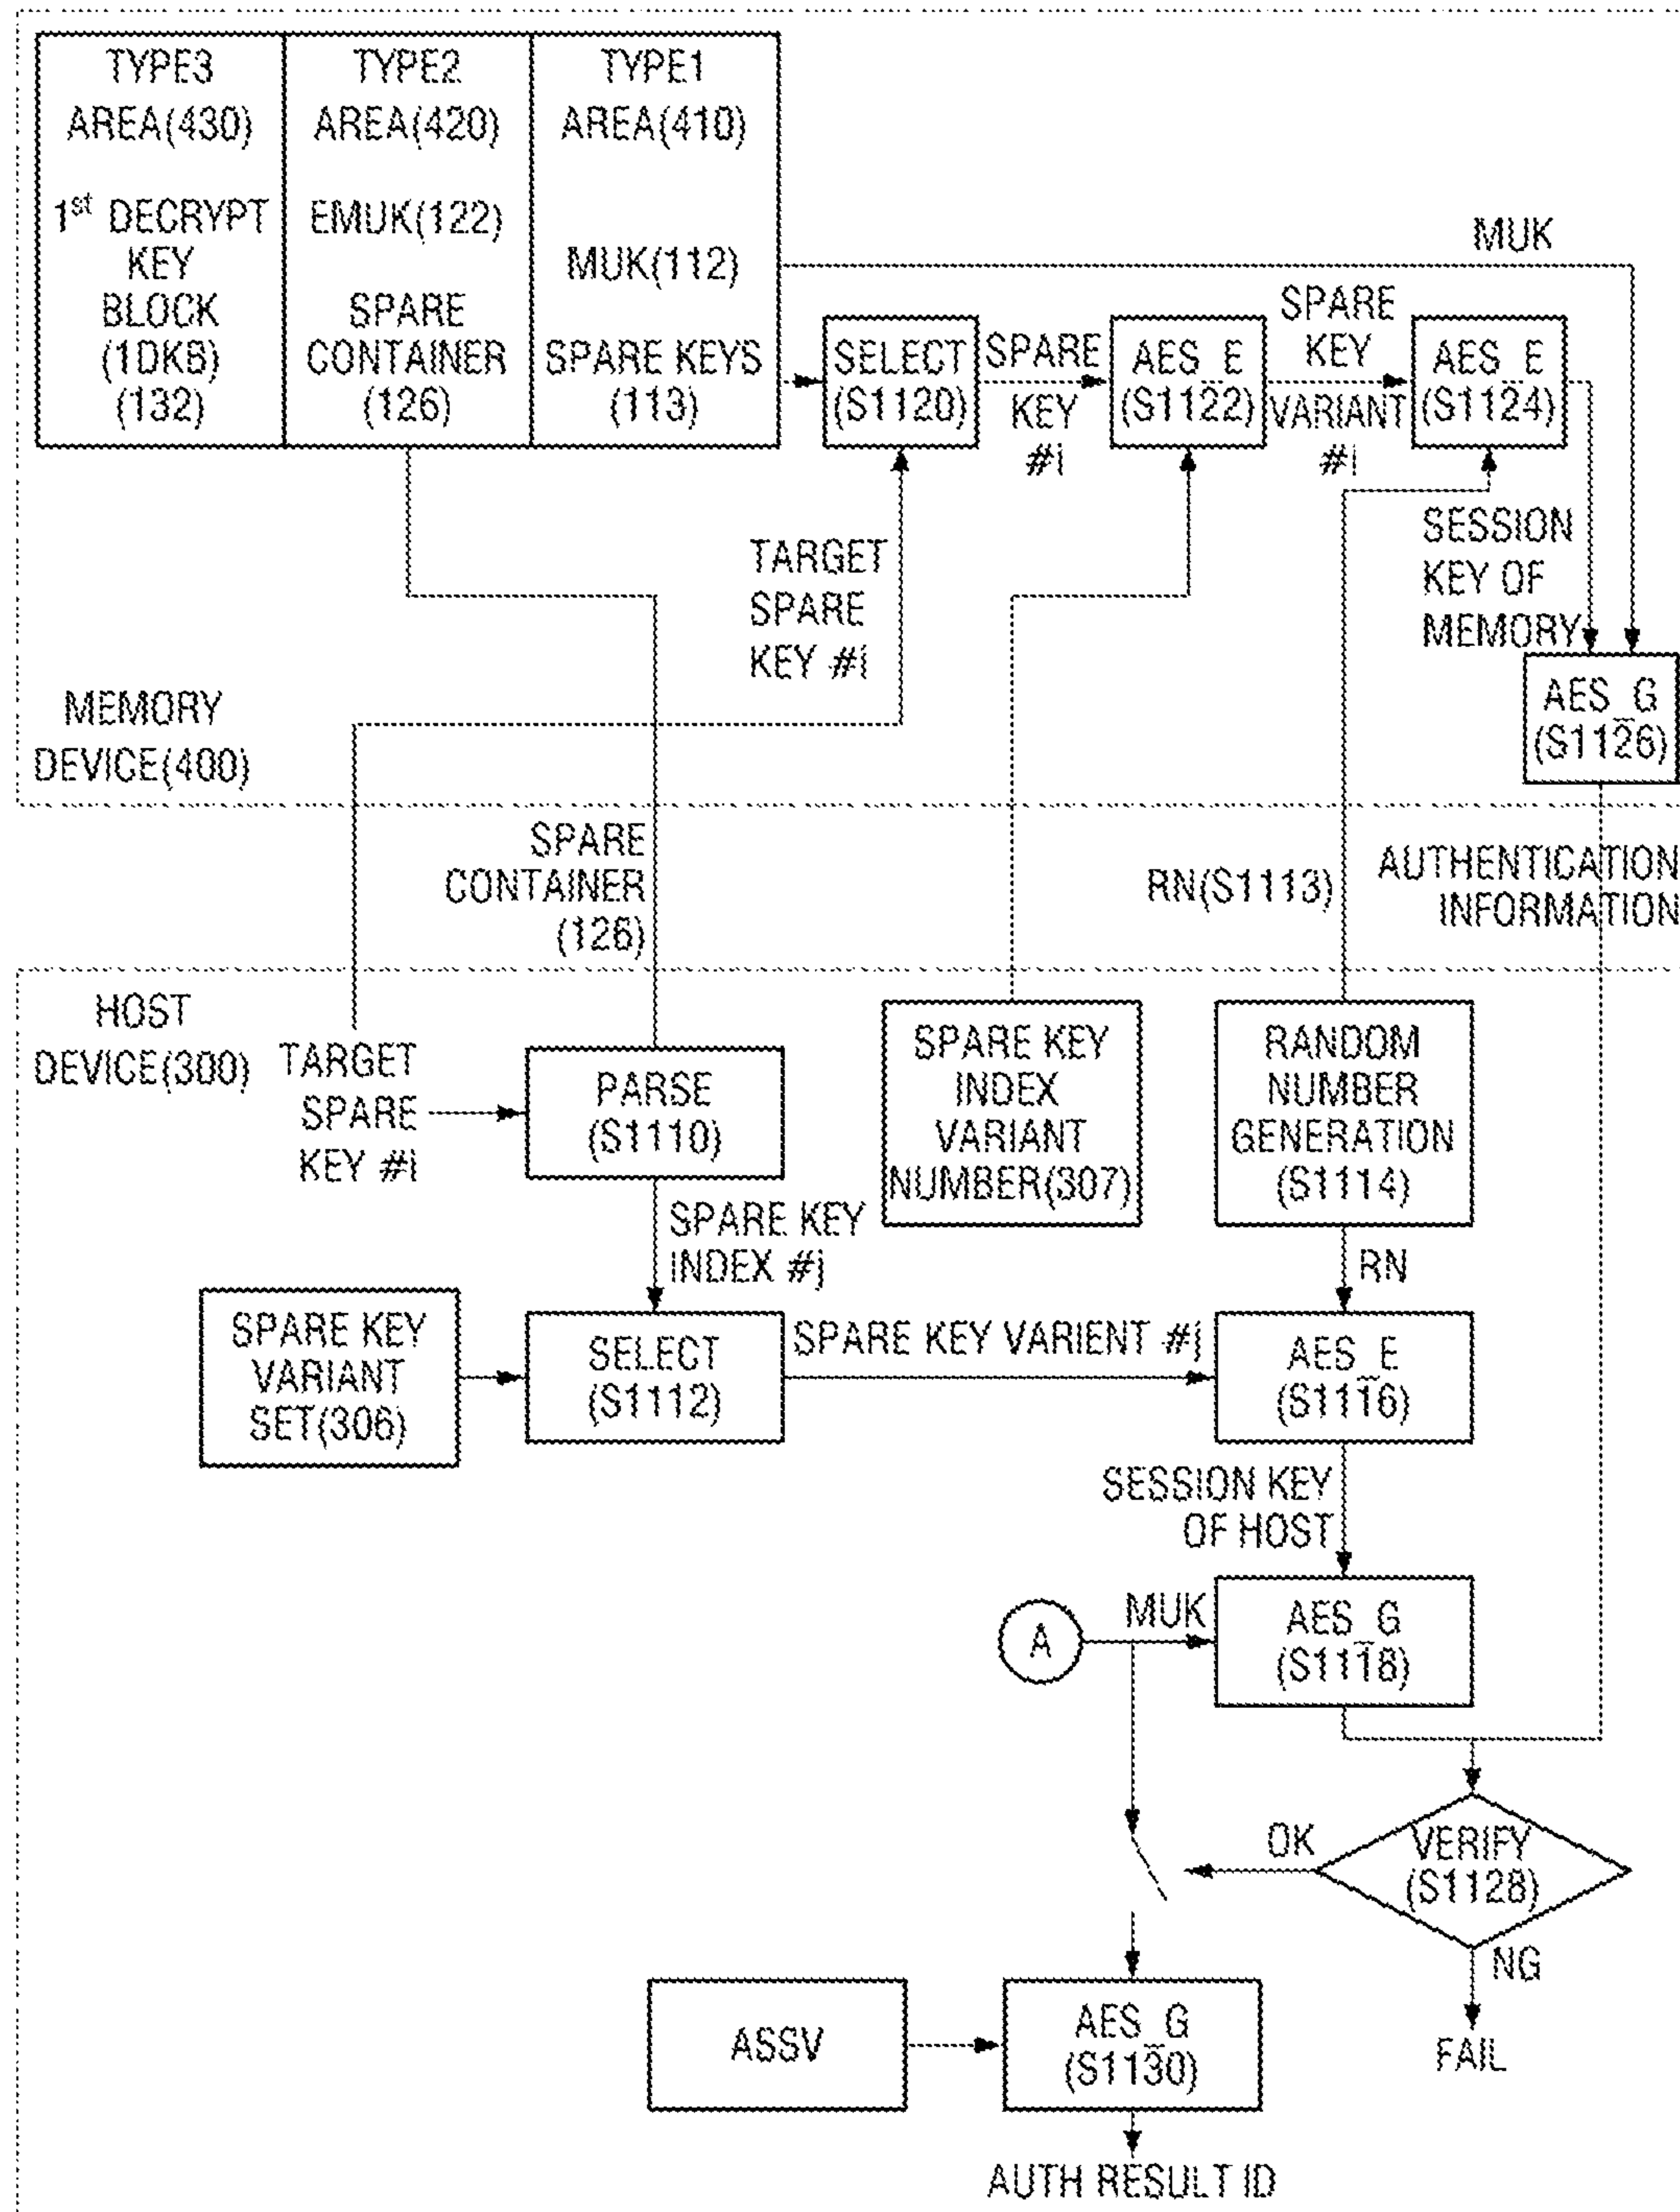 TYPE3
AREA(430)
1st DECRYPT
KEY
BLOCK
(1DKB)
(132)
TYPE2
AREA(420)
EMUK(122)
SPARE
CONTAINER
(126)
TYPE1
AREA(410)
MUK(112)
SPARE KEYS
(113)
MUK
SELECT
(S1120)
SPARE
KEY
#i
AES_E
(S1122)
SPARE
KEY
VARIANT
#i
AES_E
(S1124)
TARGET
SPARE
KEY #i
SESSION
KEY OF
MEMORY
AES_G
(S1126)
MEMORY
DEVICE(400)
SPARE
CONTAINER
(126)
RN(S1113)
AUTHENTICATION
INFORMATION
HOST
DEVICE(300)
TARGET
SPARE
KEY #i
PARSE
(S1110)
SPARE KEY
INDEX
VARIANT
NUMBER(307)
RANDOM
NUMBER
GENERATION
(S1114)
SPARE KEY
INDEX #j
RN
SPARE KEY
VARIANT
SET(306)
SELECT
(S1112)
SPARE KEY VARIENT #j
AES_E
(S1116)
SESSION KEY
OF HOST
A
MUK
AES_G
(S1118)
OK
VERIFY
(S1128)
NG
FAIL
ASSV
AES_G
(S1130)
AUTH RESULT ID